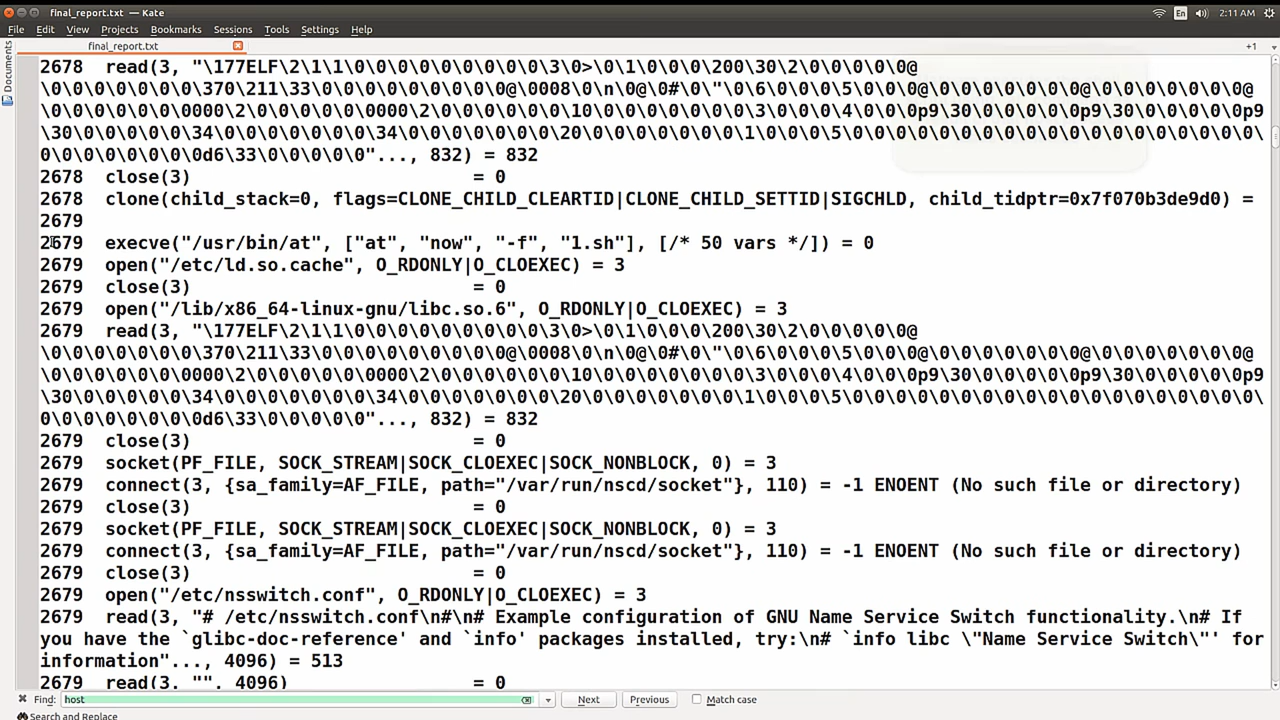 final_report.txt — Kate
En
2:11 AM
File Edit View Projects Bookmarks Sessions Tools Settings Help
final_report.txt
+1
Documents
2678  read(3, "\177ELF\2\1\1\0\0\0\0\0\0\0\0\0\3\0>\0\1\0\0\0\200\30\2\0\0\0\0\0@
\0\0\0\0\0\0\0\370\211\33\0\0\0\0\0\0\0\0\0@\0008\0\n\0@\0#\0\"\0\6\0\0\0\5\0\0\0@\0\0\0\0\0\0\0@\0\0\0\0\0\0\0@
\0\0\0\0\0\0\0000\2\0\0\0\0\0\0000\2\0\0\0\0\0\0\10\0\0\0\0\0\0\0\3\0\0\0\4\0\0\0p9\30\0\0\0\0\0p9\30\0\0\0\0\0p9
\30\0\0\0\0\0\34\0\0\0\0\0\0\0\34\0\0\0\0\0\0\0\20\0\0\0\0\0\0\0\1\0\0\0\5\0\0\0\0\0\0\0\0\0\0\0\0\0\0\0\0\0\0\0\
0\0\0\0\0\0\0\0\0d6\33\0\0\0\0\0"..., 832) = 832
2678  close(3)                          = 0
2678  clone(child_stack=0, flags=CLONE_CHILD_CLEARTID|CLONE_CHILD_SETTID|SIGCHLD, child_tidptr=0x7f070b3de9d0) =
2679
2679  execve("/usr/bin/at", ["at", "now", "-f", "1.sh"], [/* 50 vars */]) = 0
2679  open("/etc/ld.so.cache", O_RDONLY|O_CLOEXEC) = 3
2679  close(3)                          = 0
2679  open("/lib/x86_64-linux-gnu/libc.so.6", O_RDONLY|O_CLOEXEC) = 3
2679  read(3, "\177ELF\2\1\1\0\0\0\0\0\0\0\0\0\3\0>\0\1\0\0\0\200\30\2\0\0\0\0\0@
\0\0\0\0\0\0\0\370\211\33\0\0\0\0\0\0\0\0\0@\0008\0\n\0@\0#\0\"\0\6\0\0\0\5\0\0\0@\0\0\0\0\0\0\0@\0\0\0\0\0\0\0@
\0\0\0\0\0\0\0000\2\0\0\0\0\0\0000\2\0\0\0\0\0\0\10\0\0\0\0\0\0\0\3\0\0\0\4\0\0\0p9\30\0\0\0\0\0p9\30\0\0\0\0\0p9
\30\0\0\0\0\0\34\0\0\0\0\0\0\0\34\0\0\0\0\0\0\0\20\0\0\0\0\0\0\0\1\0\0\0\5\0\0\0\0\0\0\0\0\0\0\0\0\0\0\0\0\0\0\0\
0\0\0\0\0\0\0\0\0d6\33\0\0\0\0\0"..., 832) = 832
2679  close(3)                          = 0
2679  socket(PF_FILE, SOCK_STREAM|SOCK_CLOEXEC|SOCK_NONBLOCK, 0) = 3
2679  connect(3, {sa_family=AF_FILE, path="/var/run/nscd/socket"}, 110) = -1 ENOENT (No such file or directory)
2679  close(3)                          = 0
2679  socket(PF_FILE, SOCK_STREAM|SOCK_CLOEXEC|SOCK_NONBLOCK, 0) = 3
2679  connect(3, {sa_family=AF_FILE, path="/var/run/nscd/socket"}, 110) = -1 ENOENT (No such file or directory)
2679  close(3)                          = 0
2679  open("/etc/nsswitch.conf", O_RDONLY|O_CLOEXEC) = 3
2679  read(3, "# /etc/nsswitch.conf\n#\n# Example configuration of GNU Name Service Switch functionality.\n# If
you have the `glibc-doc-reference' and `info' packages installed, try:\n# `info libc \"Name Service Switch\"' for
information"..., 4096) = 513
2679  read(3, "", 4096)                 = 0
Find: host Next Previous Match case
Search and Replace